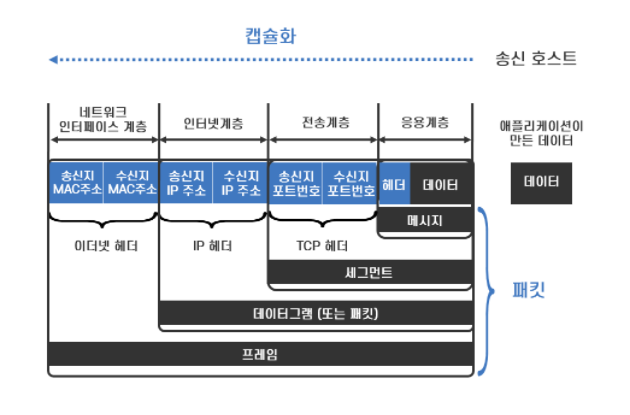 캡슐화
송신 호스트
네트워크
인터페이스 계층
인터넷계층
전송계층
응용계층
애플리케이션이
만든 데이터
송신지
MAC주소
수신지
MAC주소
송신지
IP 주소
수신지
IP 주소
송신지
포트번호
수신지
포트번호
헤더
데이터
데이터
메시지
이더넷 헤더
IP 헤더
TCP 헤더
세그먼트
패킷
데이터그램 (또는 패킷)
프레임